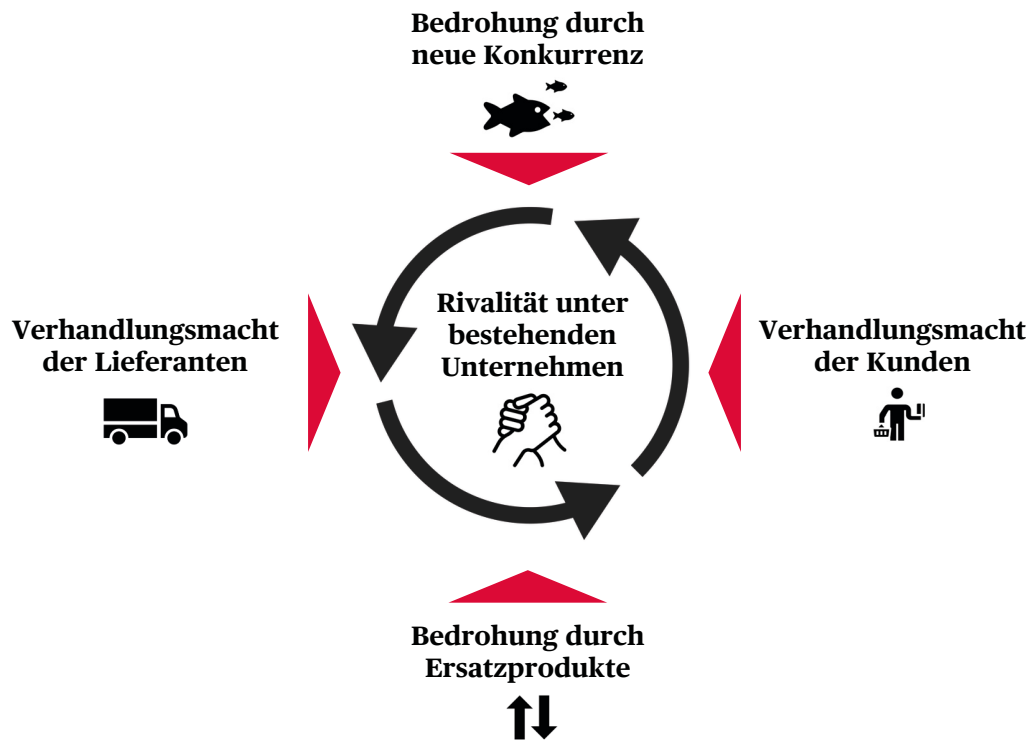 Bedrohung durch
neue Konkurrenz
Verhandlungsmacht
der Lieferanten
Rivalität unter
bestehenden
Unternehmen
Verhandlungsmacht
der Kunden
Bedrohung durch
Ersatzprodukte